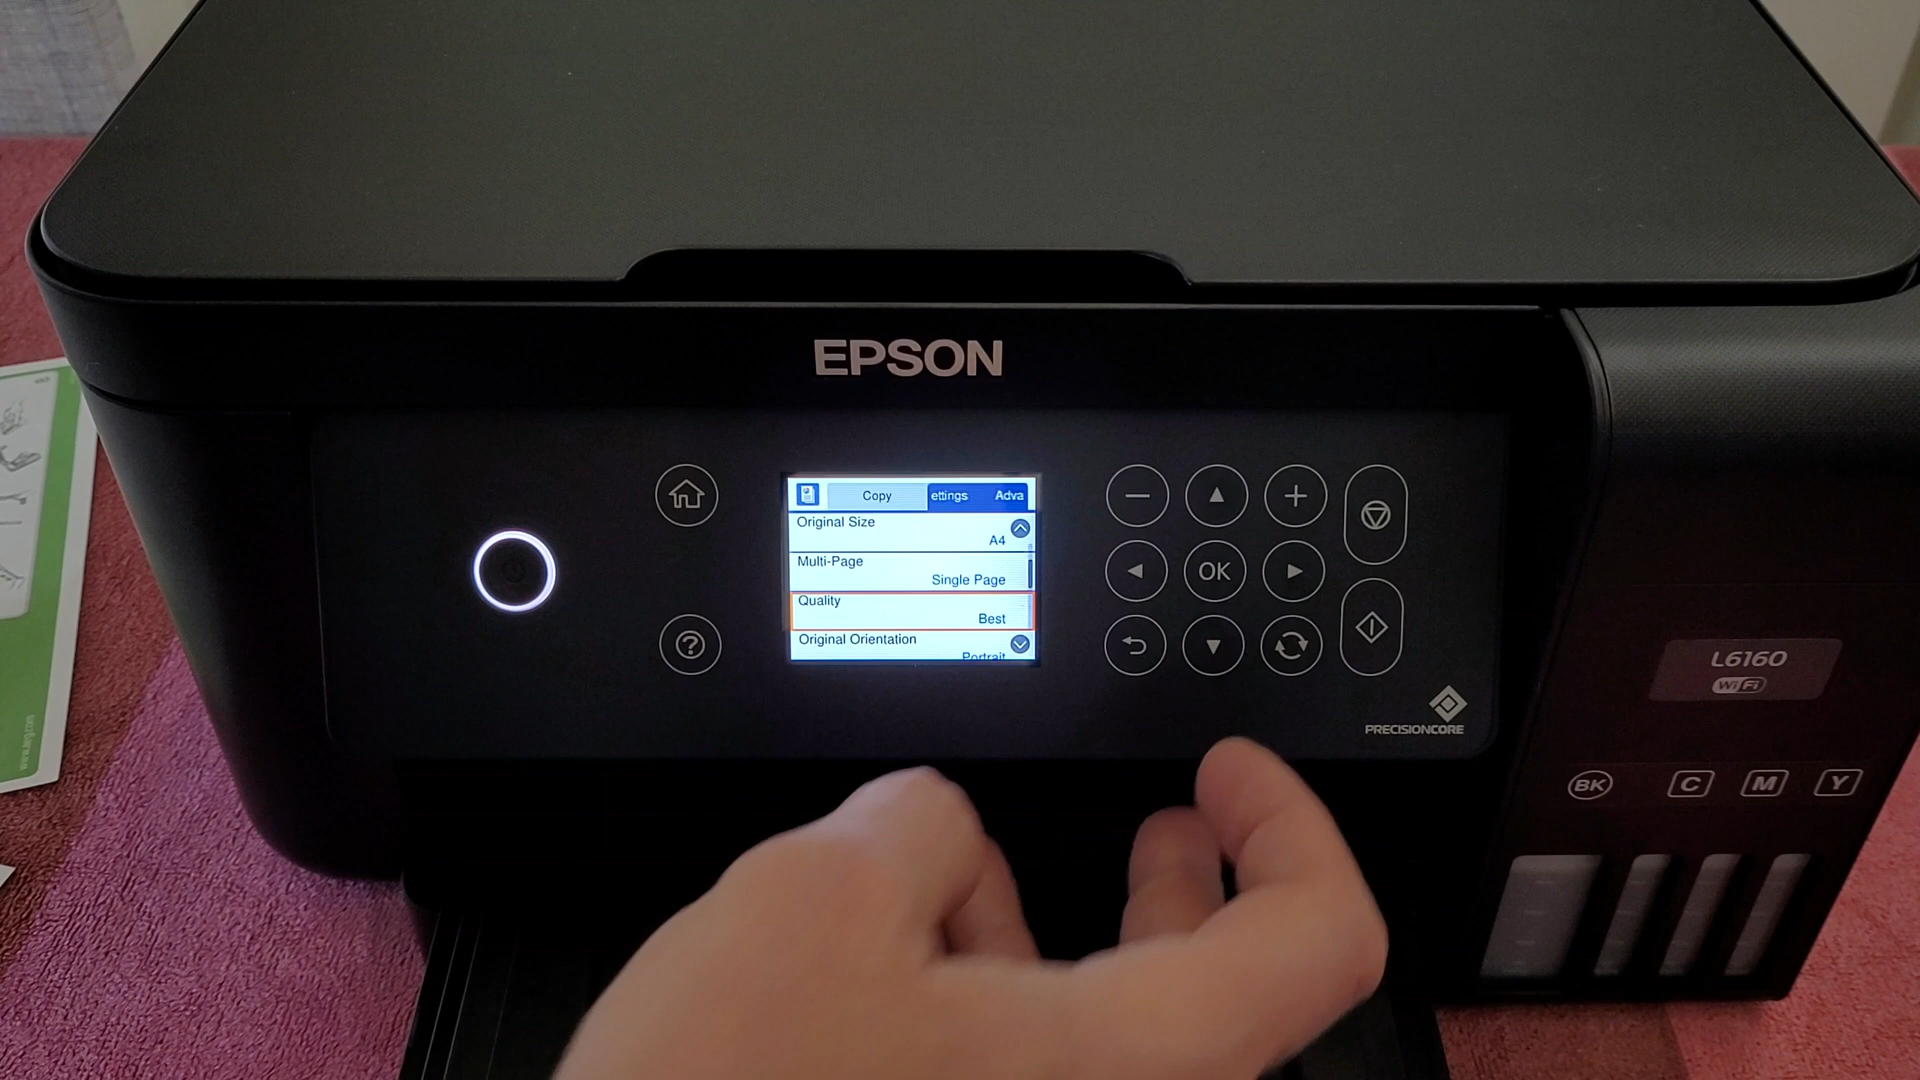 EPSON
Copy
ettings
Adva
Original Size
A4
Multi-Page
Single Page
Quality
Best
Original Orientation
Portrait
OK
?
L6160
WiFi
PRECISIONCORE
BK C M Y